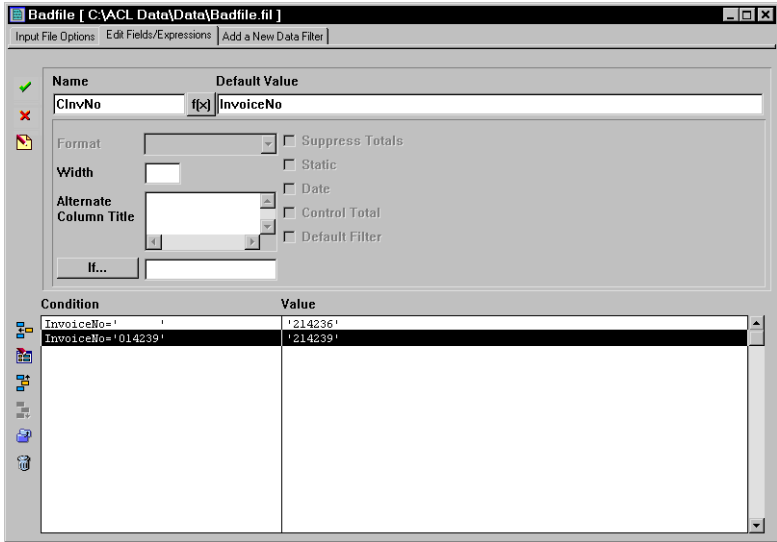 Badfile [ C:\ACL Data\Data\Badfile.fil ]
Input File Options Edit Fields/Expressions Add a New Data Filter
Name Default Value
CInvNo f(x) InvoiceNo
Format Suppress Totals
Width Static
Date
Alternate
Column Title Control Total
Default Filter
If...
Condition Value
InvoiceNo='      ' '214236'
InvoiceNo='014239' '214239'